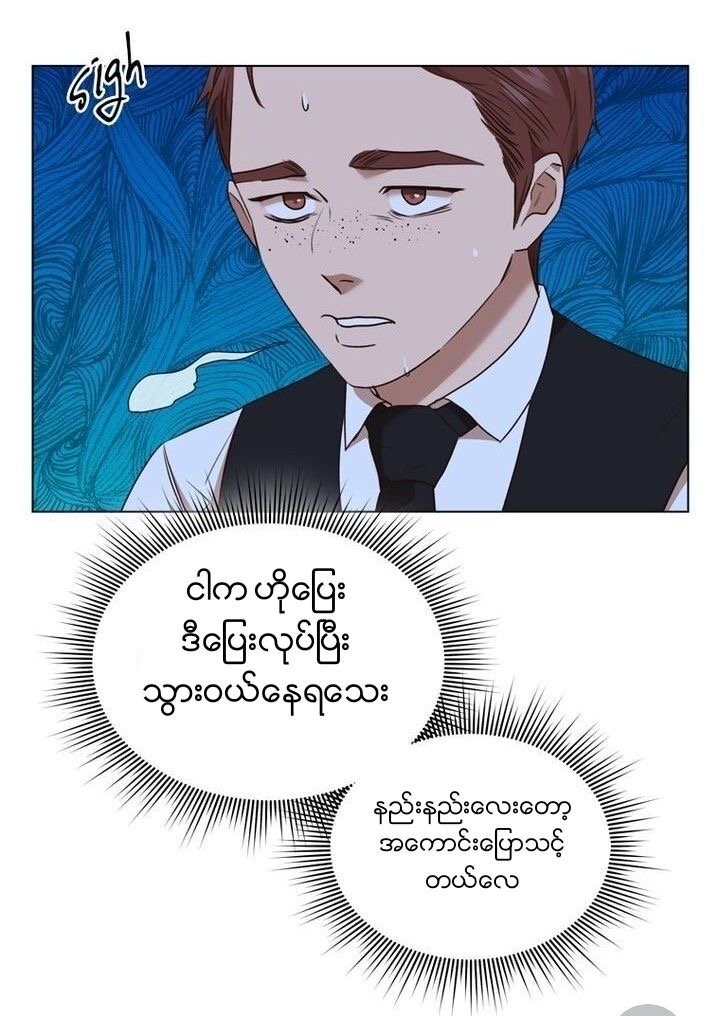 sigh
ငါက ဟိုပြေး
ဒီပြေးလုပ်ပြီး
သွားဝယ်နေရသေး
နည်းနည်းလေးတော့
အကောင်းပြောသင့်
တယ်လေ